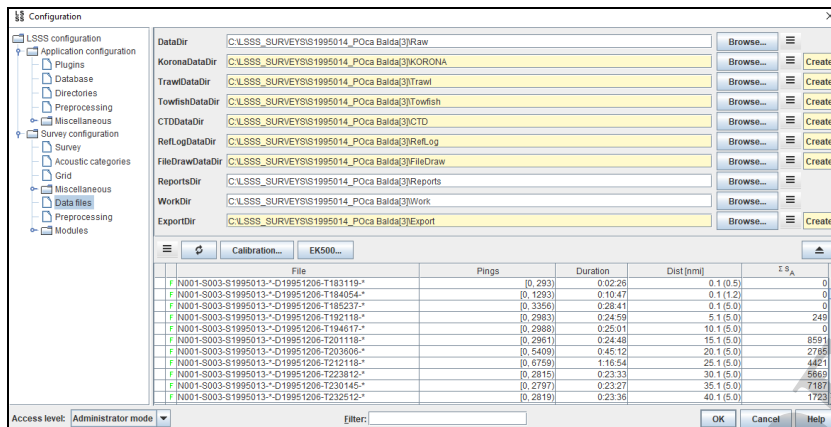 LSSS Configuration
LSSS configuration
Application configuration
Plugins
Database
Directories
Preprocessing
Miscellaneous
Survey configuration
Survey
Acoustic categories
Grid
Miscellaneous
Data files
Preprocessing
Modules
DataDir C:\LSSS_SURVEYS\S1995014_POca Balda[3]\Raw Browse...
KoronaDataDir C:\LSSS_SURVEYS\S1995014_POca Balda[3]\KORONA Browse... Create
TrawlDataDir C:\LSSS_SURVEYS\S1995014_POca Balda[3]\Trawl Browse... Create
TowfishDataDir C:\LSSS_SURVEYS\S1995014_POca Balda[3]\Towfish Browse... Create
CTDDataDir C:\LSSS_SURVEYS\S1995014_POca Balda[3]\CTD Browse... Create
RefLogDataDir C:\LSSS_SURVEYS\S1995014_POca Balda[3]\RefLog Browse... Create
FileDrawDataDir C:\LSSS_SURVEYS\S1995014_POca Balda[3]\FileDraw Browse... Create
ReportsDir C:\LSSS_SURVEYS\S1995014_POca Balda[3]\Reports Browse...
WorkDir C:\LSSS_SURVEYS\S1995014_POca Balda[3]\Work Browse...
ExportDir C:\LSSS_SURVEYS\S1995014_POca Balda[3]\Export Browse... Create
Calibration... EK500...
File Pings Duration Dist [nmi] Σ SA
F N001-S003-S1995013-*-D19951206-T183119-* [0, 293) 0:02:26 0.1 (0.5) 0
F N001-S003-S1995013-*-D19951206-T184054-* [0, 1293) 0:10:47 0.1 (1.2) 0
F N001-S003-S1995013-*-D19951206-T185237-* [0, 3356) 0:28:41 0.1 (5.0) 0
F N001-S003-S1995013-*-D19951206-T192118-* [0, 2983) 0:24:59 5.1 (5.0) 249
F N001-S003-S1995013-*-D19951206-T194617-* [0, 2988) 0:25:01 10.1 (5.0) 0
F N001-S003-S1995013-*-D19951206-T201118-* [0, 2961) 0:24:48 15.1 (5.0) 8591
F N001-S003-S1995013-*-D19951206-T203606-* [0, 5409) 0:45:12 20.1 (5.0) 2765
F N001-S003-S1995013-*-D19951206-T212118-* [0, 6759) 1:16:54 25.1 (5.0) 4421
F N001-S003-S1995013-*-D19951206-T223812-* [0, 2815) 0:23:33 30.1 (5.0) 5669
F N001-S003-S1995013-*-D19951206-T230145-* [0, 2797) 0:23:27 35.1 (5.0) 7187
F N001-S003-S1995013-*-D19951206-T232512-* [0, 2819) 0:23:36 40.1 (5.0) 1723
Access level: Administrator mode Filter: OK Cancel Help